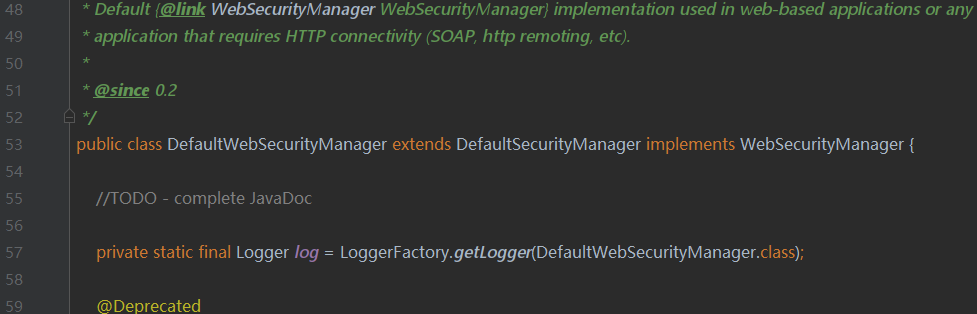 48 * Default {@link WebSecurityManager WebSecurityManager} implementation used in web-based applications or any
49 * application that requires HTTP connectivity (SOAP, http remoting, etc).
50 *
51 * @since 0.2
52 */
53 public class DefaultWebSecurityManager extends DefaultSecurityManager implements WebSecurityManager {
54
55 //TODO - complete JavaDoc
56
57 private static final Logger log = LoggerFactory.getLogger(DefaultWebSecurityManager.class);
58
59 @Deprecated